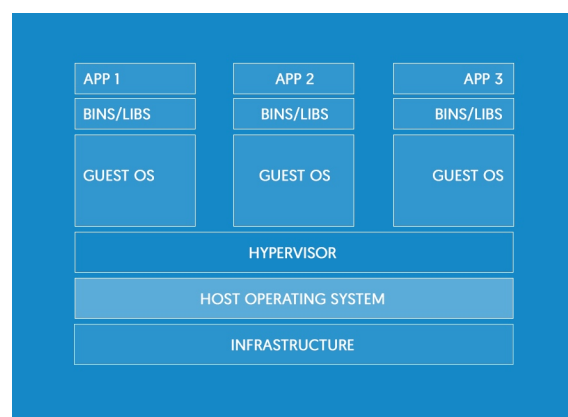 APP 1
APP 2
APP 3
BINS/LIBS
BINS/LIBS
BINS/LIBS
GUEST OS
GUEST OS
GUEST OS
HYPERVISOR
HOST OPERATING SYSTEM
INFRASTRUCTURE